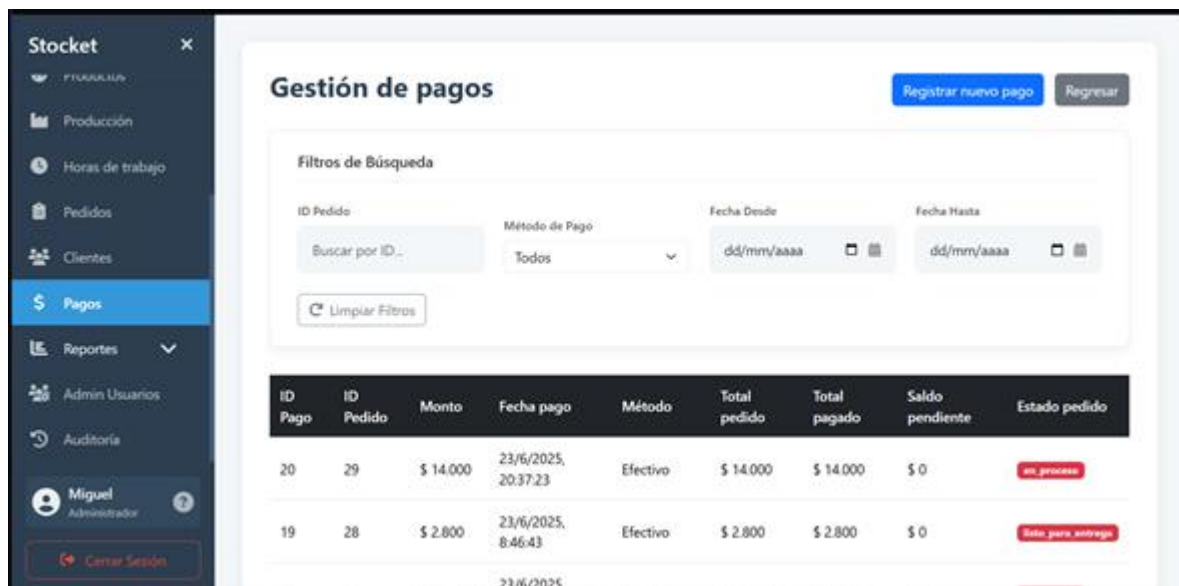 Stocket ×
Productos
Producción
Horas de trabajo
Pedidos
Clientes
$ Pagos
Reportes
Admin Usuarios
Auditoría
Miguel
Administrador
?
Cerrar Sesión
Gestión de pagos
Registrar nuevo pago
Regresar
Filtros de Búsqueda
ID Pedido
Buscar por ID...
Método de Pago
Todos
Fecha Desde
dd/mm/aaaa
Fecha Hasta
dd/mm/aaaa
Limpiar Filtros
ID Pago ID Pedido Monto Fecha pago Método Total pedido Total pagado Saldo pendiente Estado pedido
20 29 $ 14.000 23/6/2025, 20:37:23 Efectivo $ 14.000 $ 14.000 $ 0 en_proceso
19 28 $ 2.800 23/6/2025, 8:46:43 Efectivo $ 2.800 $ 2.800 $ 0 listo_para_entrega
23/6/2025,